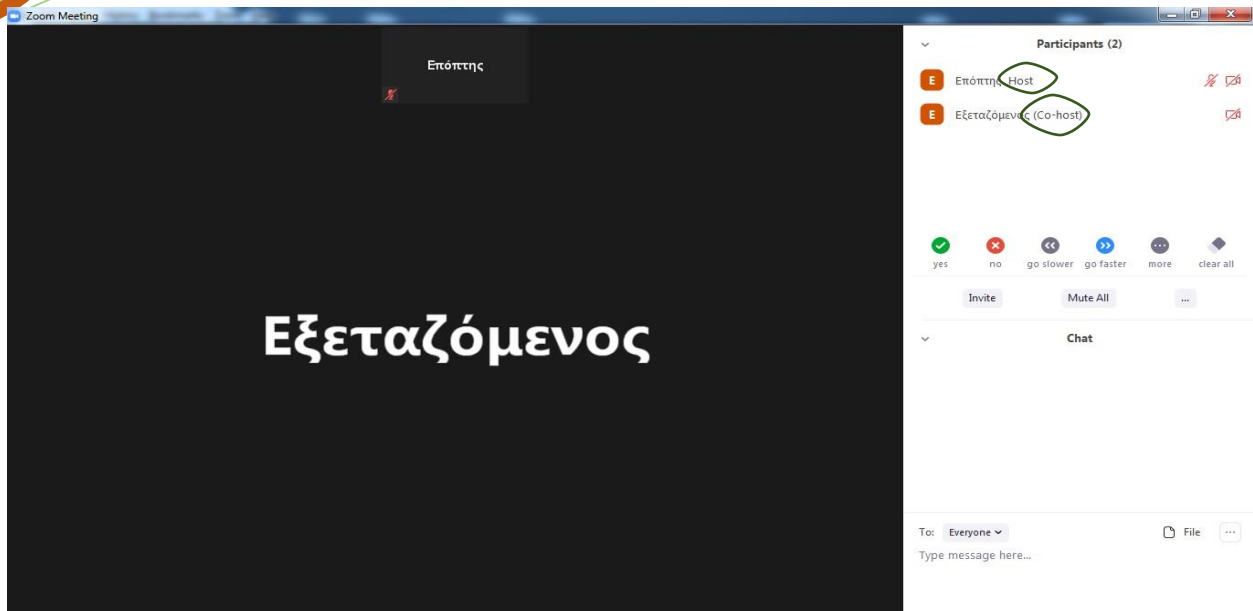 Zoom Meeting
Επόπτης
Εξεταζόμενος
Participants (2)
E Επόπτης Host
E Εξεταζόμενος (Co-host)
yes no go slower go faster more clear all
Invite Mute All ...
Chat
To: Everyone File ...
Type message here...